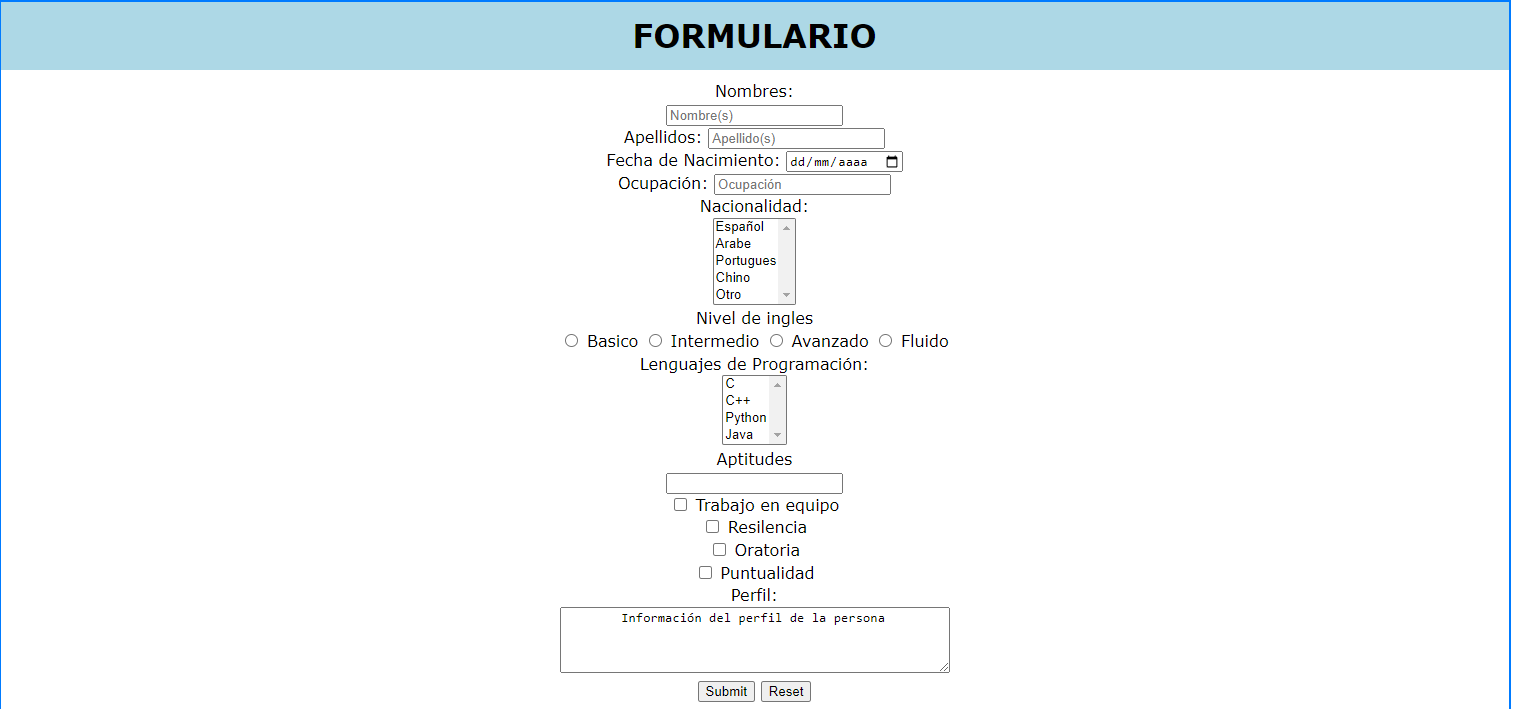 FORMULARIO
Nombres:
Nombre(s)
Apellidos: Apellido(s)
Fecha de Nacimiento: dd/mm/aaaa
Ocupación: Ocupación
Nacionalidad:
Español
Arabe
Portugues
Chino
Otro
Nivel de ingles
Basico Intermedio Avanzado Fluido
Lenguajes de Programación:
C
C++
Python
Java
Aptitudes
Trabajo en equipo
Resilencia
Oratoria
Puntualidad
Perfil:
Información del perfil de la persona
Submit Reset